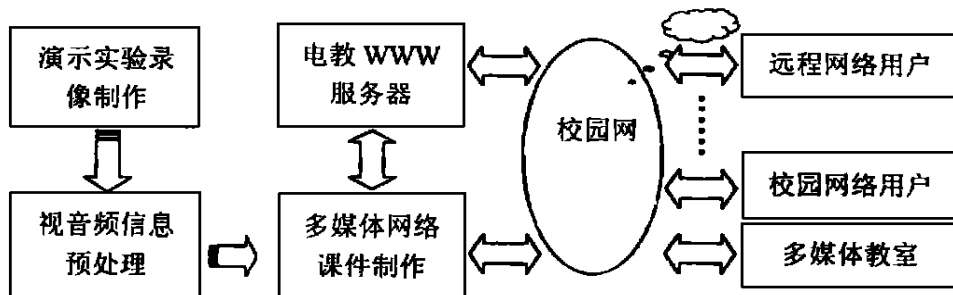 演示实验录
像制作
电教 WWW
服务器
校园网
远程网络用户
校园网络用户
视音频信息
预处理
多媒体网络
课件制作
多媒体教室